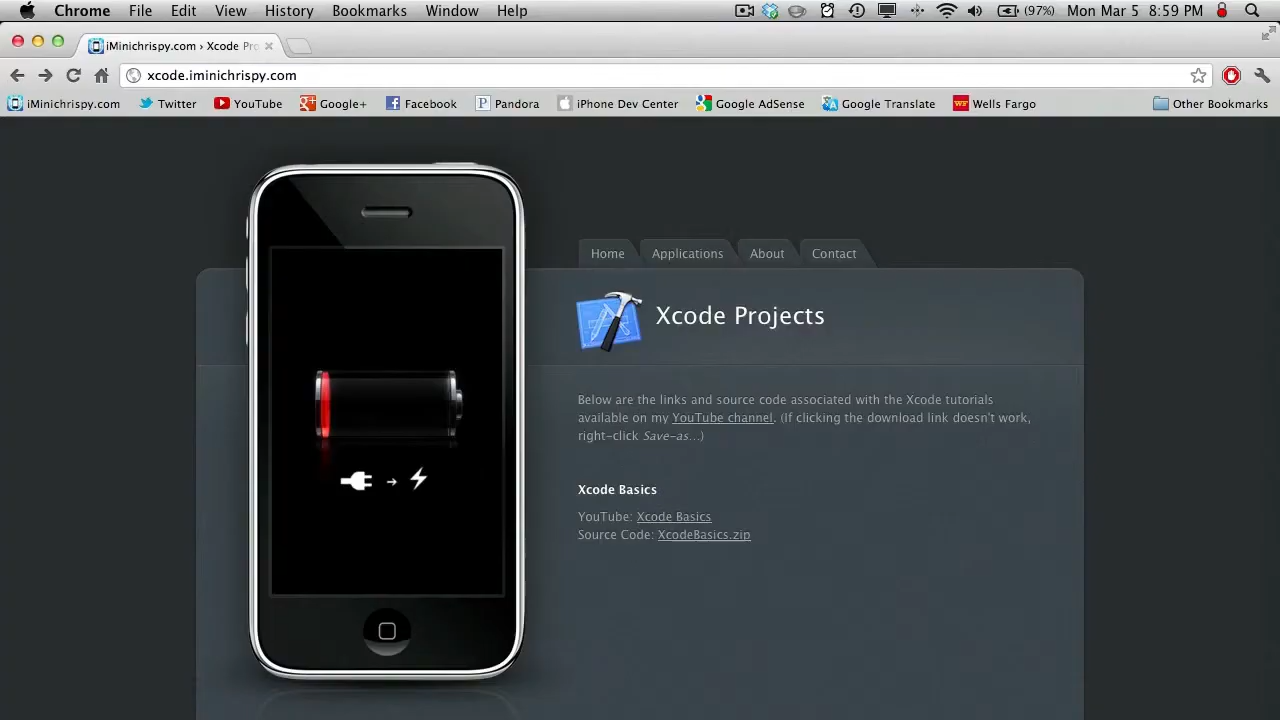 Chrome File Edit View History Bookmarks Window Help (97%) Mon Mar 5 8:59 PM
iMinichrispy.com › Xcode Pro
xcode.iminichrispy.com
iMinichrispy.com Twitter YouTube Google+ Facebook Pandora iPhone Dev Center Google AdSense Google Translate Wells Fargo Other Bookmarks
Home Applications About Contact
Xcode Projects
Below are the links and source code associated with the Xcode tutorials
available on my YouTube channel. (If clicking the download link doesn't work,
right-click Save-as...)
Xcode Basics
YouTube: Xcode Basics
Source Code: XcodeBasics.zip